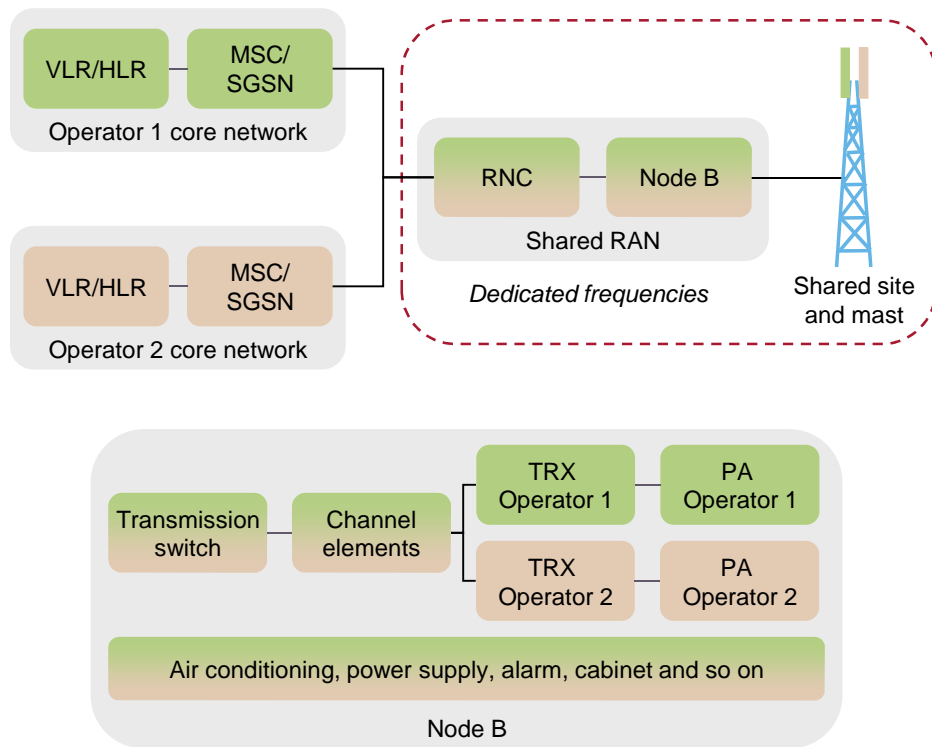 VLR/HLR
MSC/
SGSN
Operator 1 core network
VLR/HLR
MSC/
SGSN
Operator 2 core network
RNC
Node B
Shared RAN
Dedicated frequencies
Shared site
and mast
Transmission
switch
Channel
elements
TRX
Operator 1
PA
Operator 1
TRX
Operator 2
PA
Operator 2
Air conditioning, power supply, alarm, cabinet and so on
Node B